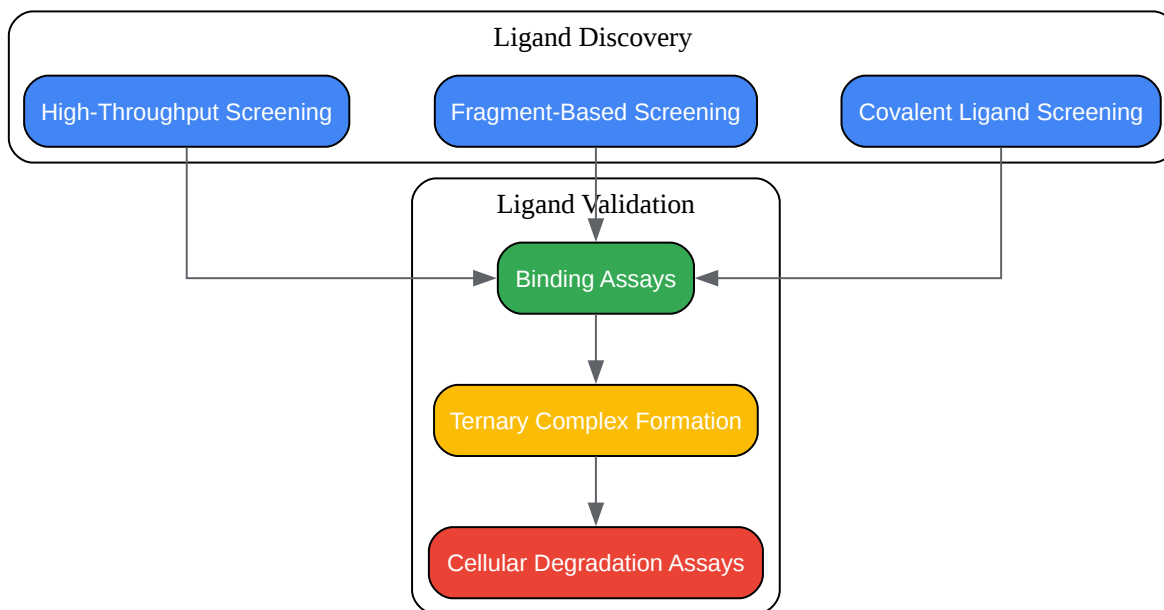 Ligand Discovery
High-Throughput Screening
Fragment-Based Screening
Covalent Ligand Screening
Ligand Validation
Binding Assays
Ternary Complex Formation
Cellular Degradation Assays